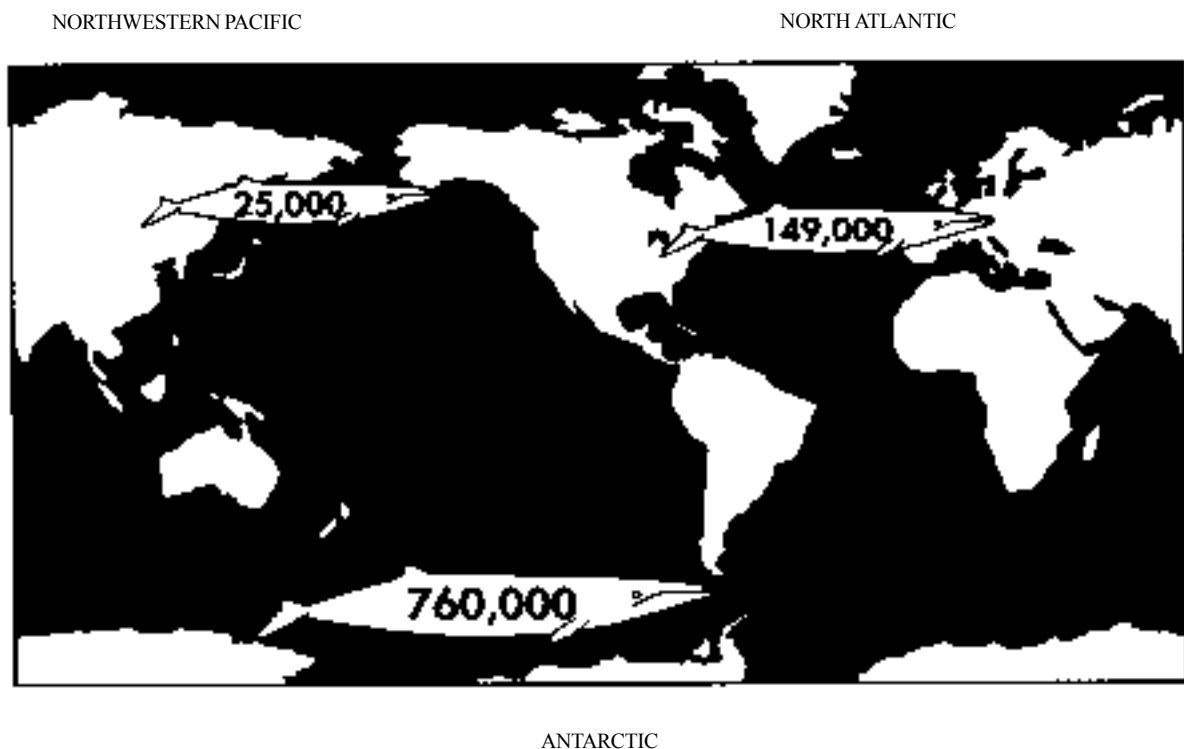 NORTHWESTERN PACIFIC
NORTH ATLANTIC
25,000
149,000
760,000
ANTARCTIC